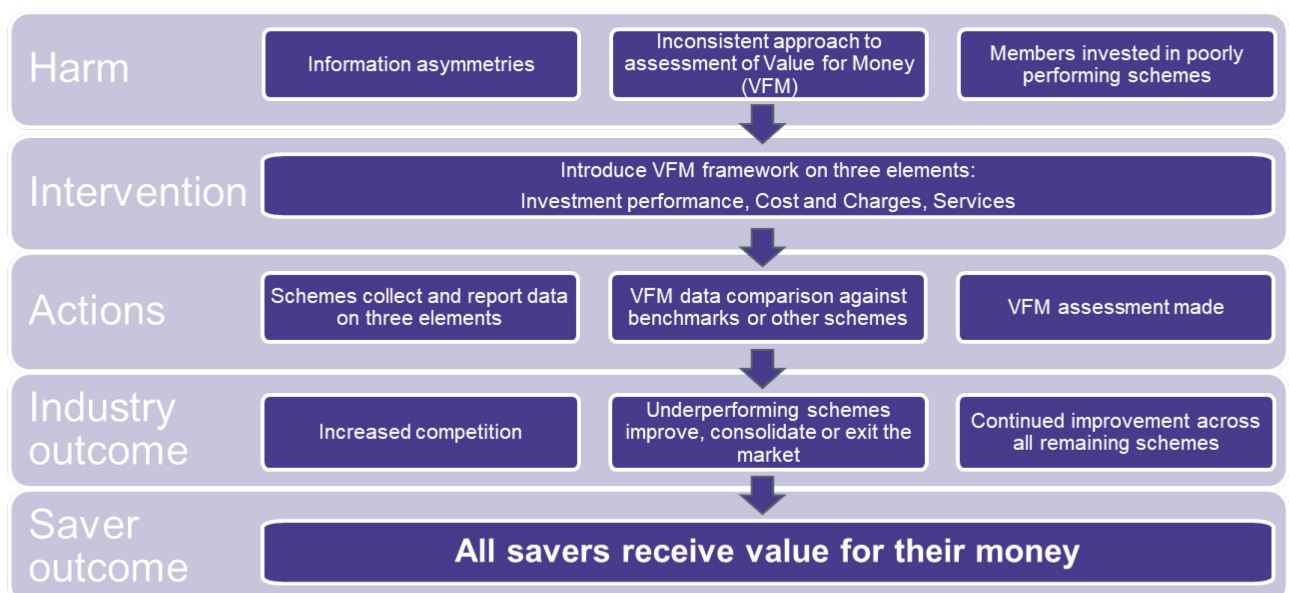 Harm
Information asymmetries
Inconsistent approach to
assessment of Value for Money
(VFM)
Members invested in poorly
performing schemes
Intervention
Introduce VFM framework on three elements:
Investment performance, Cost and Charges, Services
Actions
Schemes collect and report data
on three elements
VFM data comparison against
benchmarks or other schemes
VFM assessment made
Industry
outcome
Increased competition
Underperforming schemes
improve, consolidate or exit the
market
Continued improvement across
all remaining schemes
Saver
outcome
All savers receive value for their money